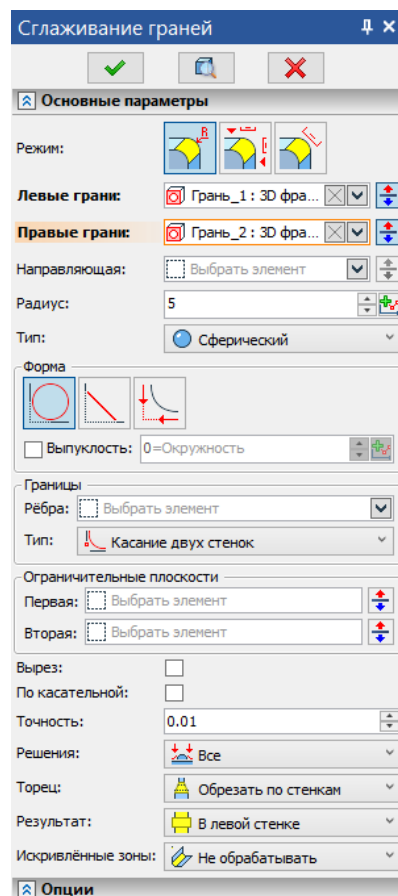 Сглаживание граней
Основные параметры
Режим:
R
Левые грани: Грань_1 : 3D фра...
Правые грани: Грань_2 : 3D фра...
Направляющая: Выбрать элемент
Радиус: 5
Тип: Сферический
Форма
Выпуклость: 0=Окружность
Границы
Рёбра: Выбрать элемент
Тип: Касание двух стенок
Ограничительные плоскости
Первая: Выбрать элемент
Вторая: Выбрать элемент
Вырез:
По касательной:
Точность: 0.01
Решения: Все
Торец: Обрезать по стенкам
Результат: В левой стенке
Искривлённые зоны: Не обрабатывать
Опции